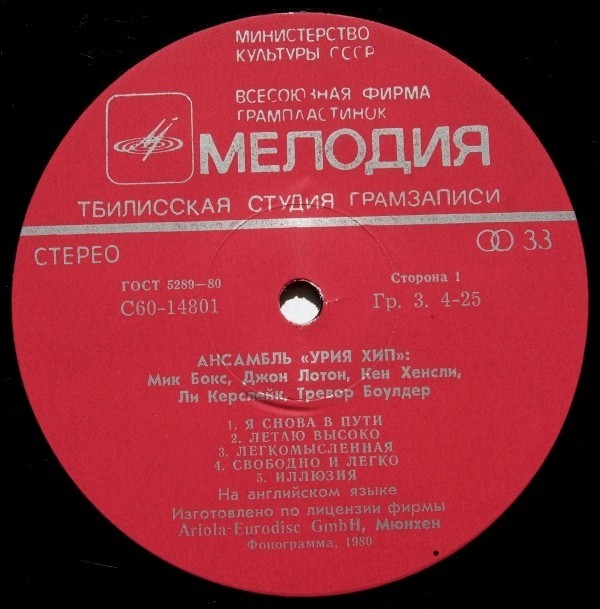 МИНИСТЕРСТВО
КУЛЬТУРЫ СССР
ВСЕСОЮЗНАЯ ФИРМА
ГРАМПЛАСТИНОК
МЕЛОДИЯ
ТБИЛИССКАЯ СТУДИЯ ГРАМЗАПИСИ
СТЕРЕО 33
ГОСТ 5289—80 Сторона 1
С60-14801 Гр. 3. 4-25
АНСАМБЛЬ «УРИЯ ХИП»:
Мик Бокс, Джон Лотон, Кен Хенсли,
Ли Керслейк, Тревор Боулдер
1. Я СНОВА В ПУТИ
2. ЛЕТАЮ ВЫСОКО
3. ЛЕГКОМЫСЛЕННАЯ
4. СВОБОДНО И ЛЕГКО
5. ИЛЛЮЗИЯ
На английском языке
Изготовлено по лицензии фирмы
Ariola-Eurodisc GmbH, Мюнхен
Фонограмма, 1980